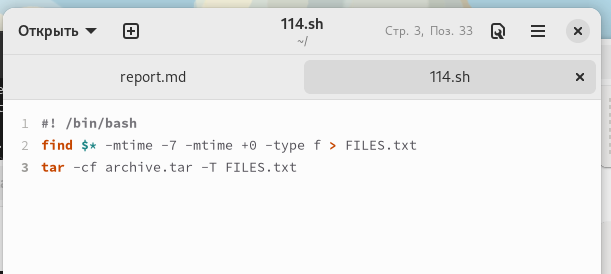 Открыть
114.sh
~/
Стр. 3, Поз. 33
report.md
114.sh
1 #! /bin/bash
2 find $* -mtime -7 -mtime +0 -type f > FILES.txt
3 tar -cf archive.tar -T FILES.txt